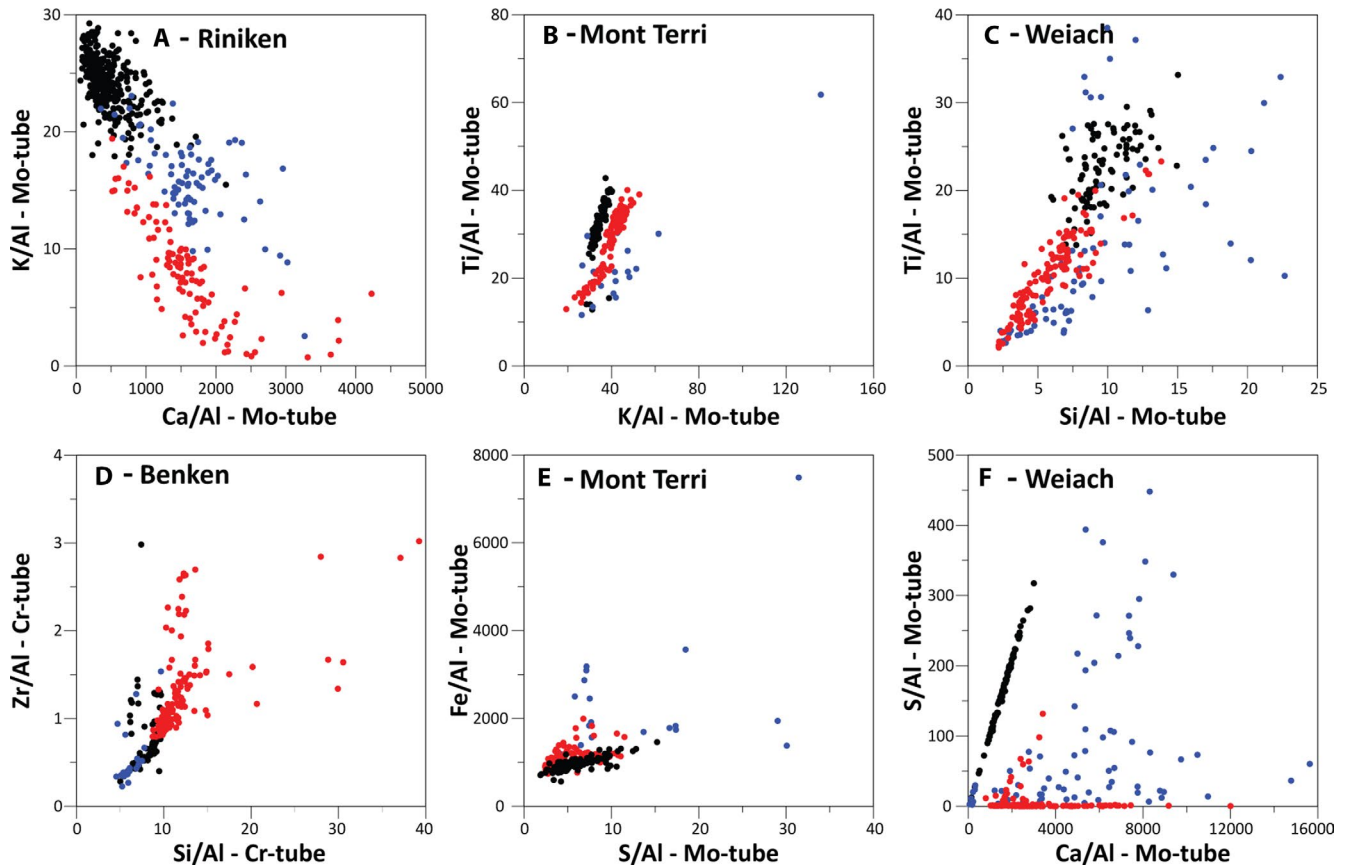 A - Riniken
K/Al - Mo-tube
30
20
10
0
0 1000 2000 3000 4000 5000
Ca/Al - Mo-tube
B - Mont Terri
Ti/Al - Mo-tube
80
60
40
20
0
0 40 80 120 160
K/Al - Mo-tube
C - Weiach
Ti/Al - Mo-tube
40
30
20
10
0
0 5 10 15 20 25
Si/Al - Mo-tube
D - Benken
Zr/Al - Cr-tube
4
3
2
1
0
0 10 20 30 40
Si/Al - Cr-tube
E - Mont Terri
Fe/Al - Mo-tube
8000
6000
4000
2000
0
0 10 20 30 40
S/Al - Mo-tube
F - Weiach
S/Al - Mo-tube
500
400
300
200
100
0
0 4000 8000 12000 16000
Ca/Al - Mo-tube